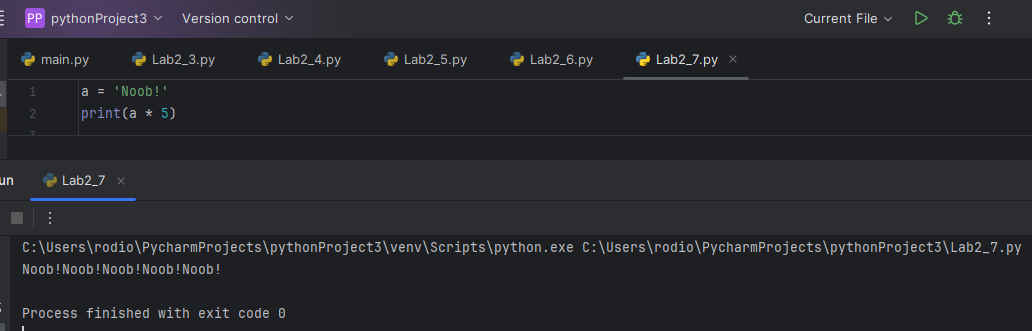 PP pythonProject3 Version control Current File
main.py Lab2_3.py Lab2_4.py Lab2_5.py Lab2_6.py Lab2_7.py
1 a = 'Noob!'
2 print(a * 5)
un Lab2_7
C:\Users\rodio\PycharmProjects\pythonProject3\venv\Scripts\python.exe C:\Users\rodio\PycharmProjects\pythonProject3\Lab2_7.py
Noob!Noob!Noob!Noob!Noob!
Process finished with exit code 0